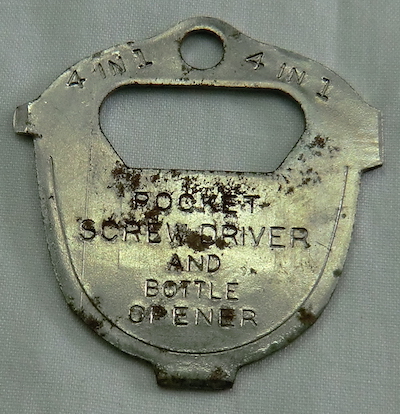 4 IN 1 4 IN 1
POCKET
SCREW DRIVER
AND
BOTTLE
OPENER